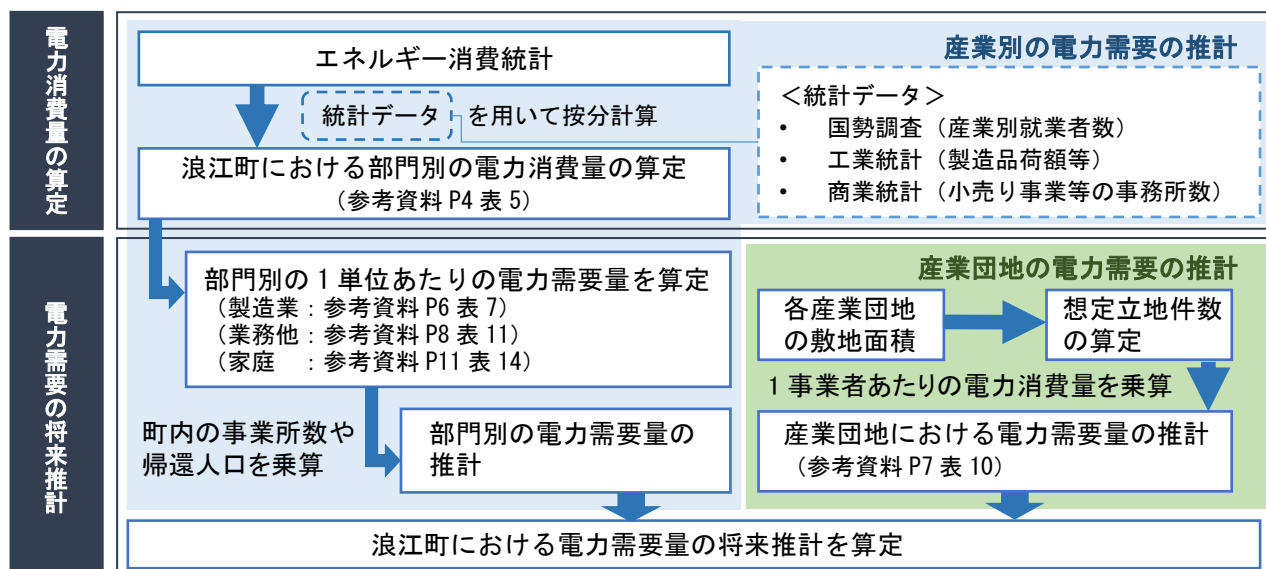 電力消費量の算定
エネルギー消費統計
統計データ を用いて按分計算
浪江町における部門別の電力消費量の算定
（参考資料 P4 表 5）
産業別の電力需要の推計
＜統計データ＞
• 国勢調査（産業別就業者数）
• 工業統計（製造品荷額等）
• 商業統計（小売り事業等の事務所数）
電力需要の将来推計
部門別の 1 単位あたりの電力需要量を算定
（製造業：参考資料 P6 表 7）
（業務他：参考資料 P8 表 11）
（家庭　：参考資料 P11 表 14）
町内の事業所数や
帰還人口を乗算
部門別の電力需要量の
推計
産業団地の電力需要の推計
各産業団地
の敷地面積
想定立地件数
の算定
1 事業者あたりの電力消費量を乗算
産業団地における電力需要量の推計
（参考資料 P7 表 10）
浪江町における電力需要量の将来推計を算定